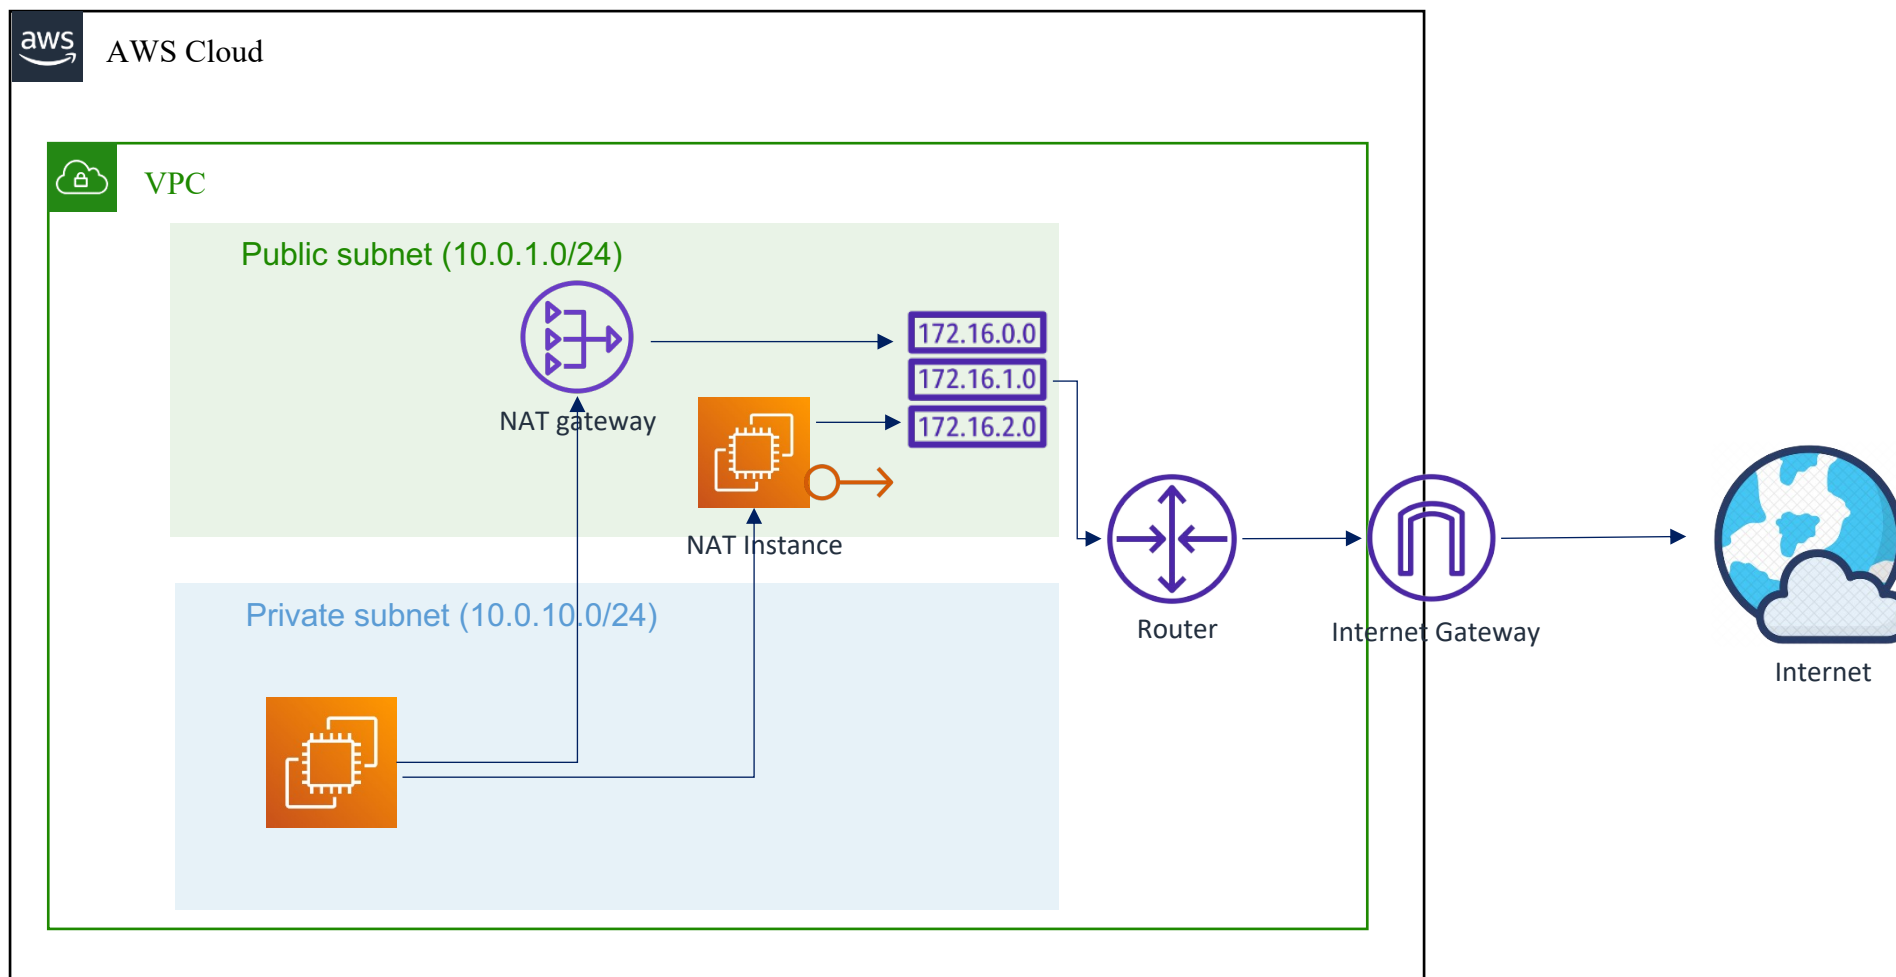 aws
AWS Cloud
VPC
Public subnet (10.0.1.0/24)
172.16.0.0
172.16.1.0
172.16.2.0
NAT gateway
NAT Instance
Private subnet (10.0.10.0/24)
Router
Internet Gateway
Internet